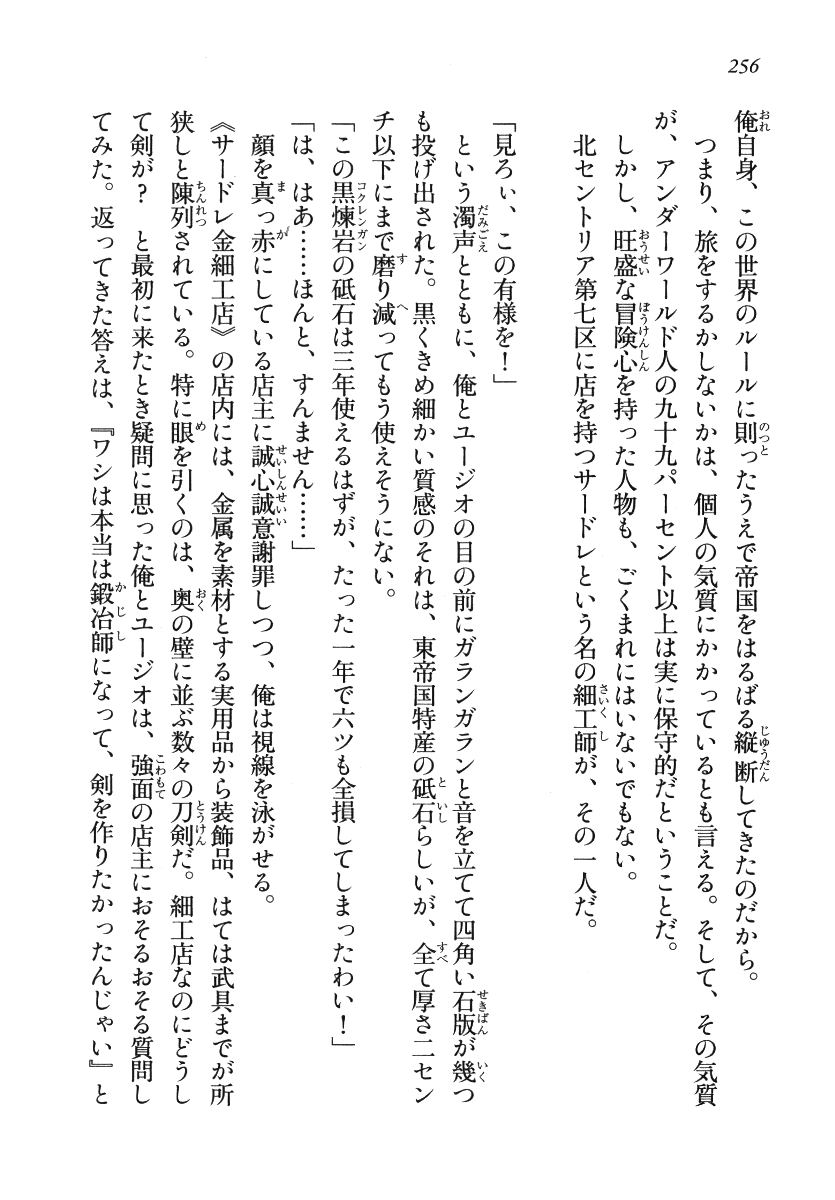 256
俺自身、この世界のルールに則ったうえで帝国をはるばる縦断してきたのだから。
つまり、旅をするかしないかは、個人の気質にかかっているとも言える。そして、その気質
が、アンダーワールド人の九十九パーセント以上は実に保守的だということだ。
しかし、旺盛な冒険心を持った人物も、ごくまれにはいないでもない。
北セントリア第七区に店を持つサードレという名の細工師が、その一人だ。
「見ろぃ、この有様を！」
という濁声とともに、俺とユージオの目の前にガランガランと音を立てて四角い石版が幾つ
も投げ出された。黒くきめ細かい質感のそれは、東帝国特産の砥石らしいが、全て厚さ二セン
チ以下にまで磨り減ってもう使えそうにない。
「この黒煉岩の砥石は三年使えるはずが、たった一年で六ツも全損してしまったわい！」
「は、はあ……ほんと、すんません……」
顔を真っ赤にしている店主に誠心誠意謝罪しつつ、俺は視線を泳がせる。
《サードレ金細工店》の店内には、金属を素材とする実用品から装飾品、はては武具までが所
狭しと陳列されている。特に眼を引くのは、奥の壁に並ぶ数々の刀剣だ。細工店なのにどうし
て剣が？　と最初に来たとき疑問に思った俺とユージオは、強面の店主におそるおそる質問し
てみた。返ってきた答えは、『ワシは本当は鍛冶師になって、剣を作りたかったんじゃい』と